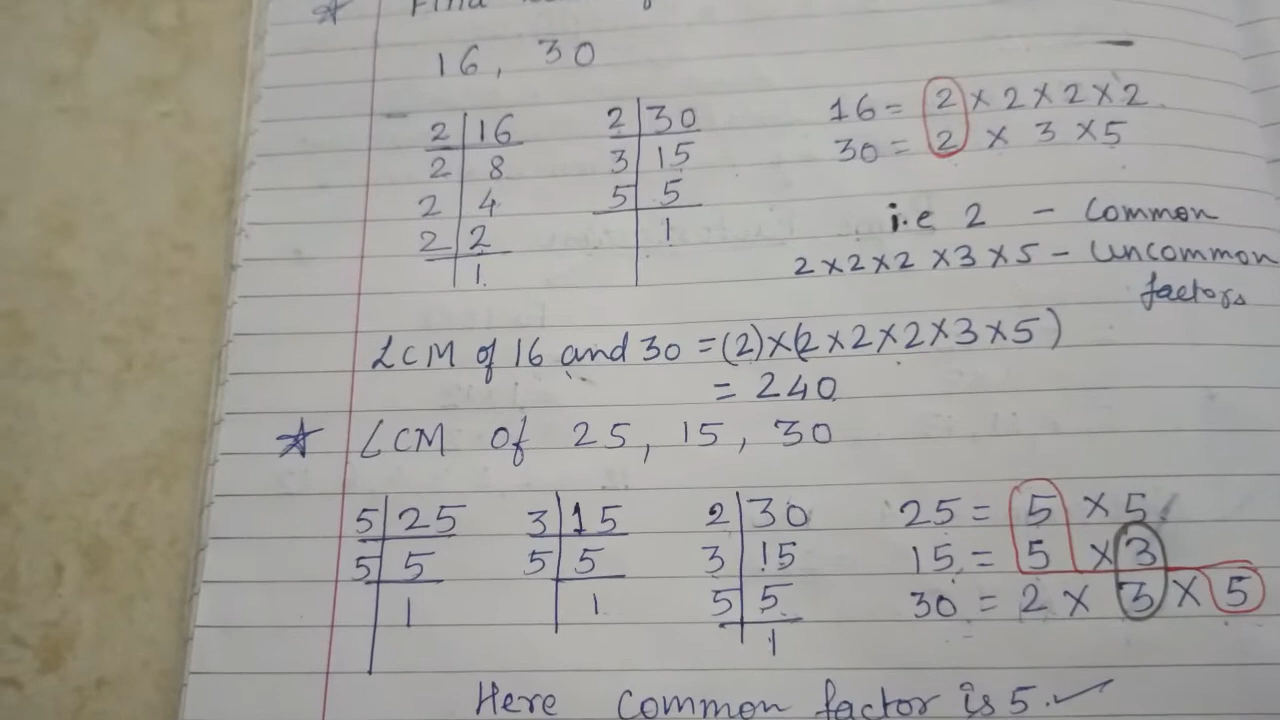 ☆ Find
16, 30
2 | 16
2 | 8
2 | 4
2 | 2
1
2 | 30
3 | 15
5 | 5
1
16 = 2 × 2 × 2 × 2
30 = 2 × 3 × 5
i.e 2 - Common
2 × 2 × 2 × 3 × 5 - Uncommon
factors
LCM of 16 and 30 = (2) × (2 × 2 × 2 × 3 × 5)
= 240
☆ LCM of 25, 15, 30
5 | 25
5 | 5
1
3 | 15
5 | 5
1
2 | 30
3 | 15
5 | 5
1
25 = 5 × 5
15 = 5 × 3
30 = 2 × 3 × 5
Here Common factor is 5. ✓